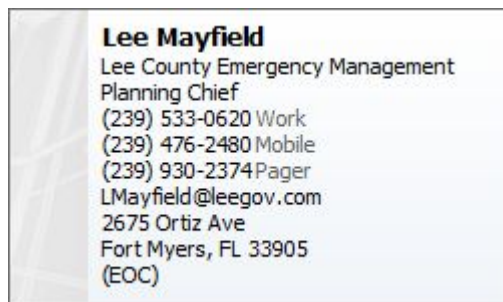 Lee Mayfield
Lee County Emergency Management
Planning Chief
(239) 533-0620 Work
(239) 476-2480 Mobile
(239) 930-2374 Pager
LMayfield@leegov.com
2675 Ortiz Ave
Fort Myers, FL 33905
(EOC)